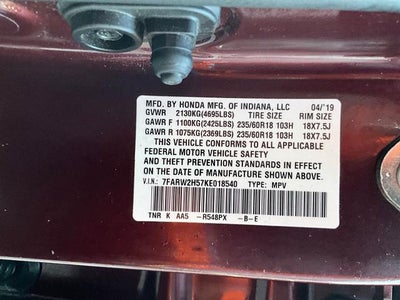 MFD. BY HONDA MFG. OF INDIANA, LLC 04/'19
GVWR 2130KG(4695LBS) TIRE SIZE RIM SIZE
GAWR F 1100KG(2425LBS) 235/60R18 103H 18X7.5J
GAWR R 1075KG(2369LBS) 235/60R18 103H 18X7.5J
THIS VEHICLE CONFORMS TO ALL APPLICABLE
FEDERAL MOTOR VEHICLE SAFETY
AND THEFT PREVENTION STANDARDS IN EFFECT
ON THE DATE OF MANUFACTURE SHOWN ABOVE.
V.I.N.: 7FARW2H57KE018540 TYPE: MPV
TNR K AA5 -R548PX -B-E